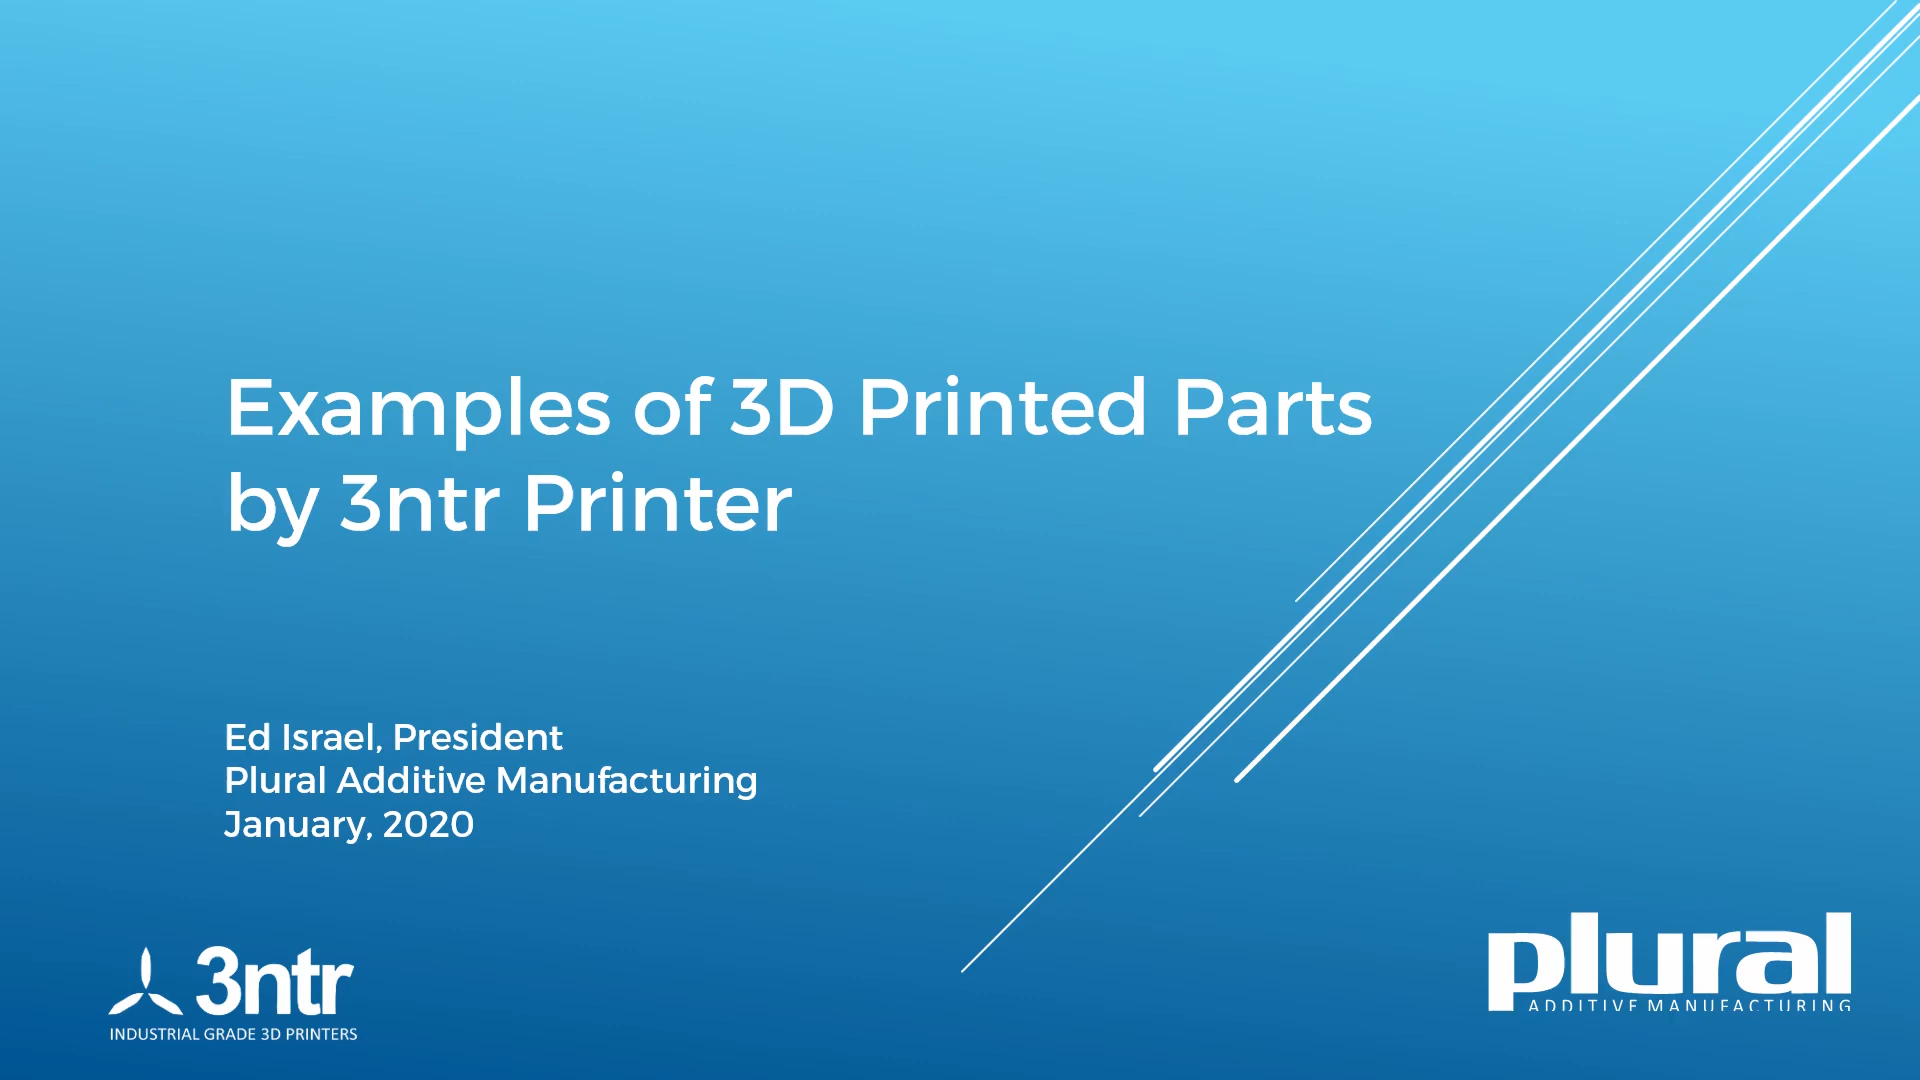 Examples of 3D Printed Parts
by 3ntr Printer
Ed Israel, President
Plural Additive Manufacturing
January, 2020
3ntr
INDUSTRIAL GRADE 3D PRINTERS
plural
ADDITIVE MANUFACTURING